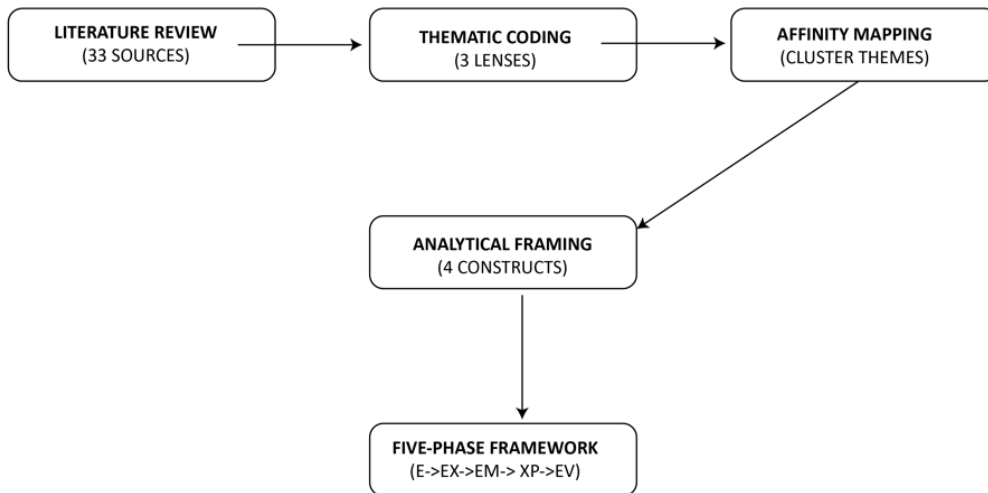 LITERATURE REVIEW
(33 SOURCES)
THEMATIC CODING
(3 LENSES)
AFFINITY MAPPING
(CLUSTER THEMES)
ANALYTICAL FRAMING
(4 CONSTRUCTS)
FIVE-PHASE FRAMEWORK
(E->EX->EM-> XP->EV)